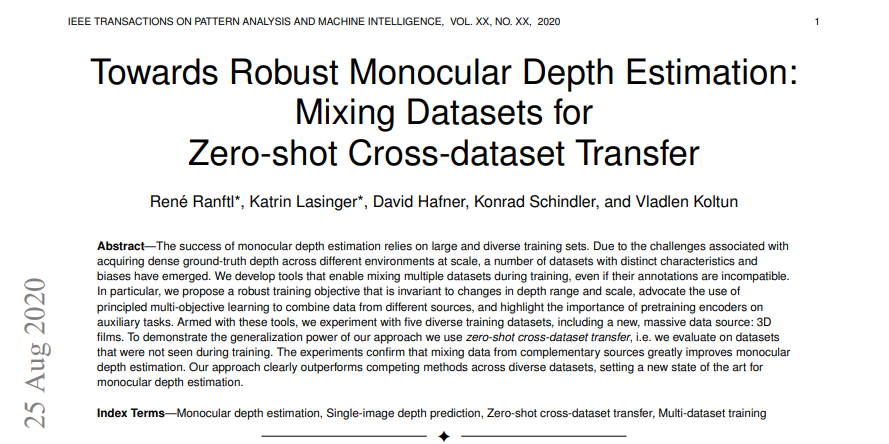 IEEE TRANSACTIONS ON PATTERN ANALYSIS AND MACHINE INTELLIGENCE, VOL. XX, NO. XX, 2020 1
Towards Robust Monocular Depth Estimation:
Mixing Datasets for
Zero-shot Cross-dataset Transfer
René Ranftl*, Katrin Lasinger*, David Hafner, Konrad Schindler, and Vladlen Koltun
Abstract—The success of monocular depth estimation relies on large and diverse training sets. Due to the challenges associated with
acquiring dense ground-truth depth across different environments at scale, a number of datasets with distinct characteristics and
biases have emerged. We develop tools that enable mixing multiple datasets during training, even if their annotations are incompatible.
In particular, we propose a robust training objective that is invariant to changes in depth range and scale, advocate the use of
principled multi-objective learning to combine data from different sources, and highlight the importance of pretraining encoders on
auxiliary tasks. Armed with these tools, we experiment with five diverse training datasets, including a new, massive data source: 3D
films. To demonstrate the generalization power of our approach we use zero-shot cross-dataset transfer, i.e. we evaluate on datasets
that were not seen during training. The experiments confirm that mixing data from complementary sources greatly improves monocular
depth estimation. Our approach clearly outperforms competing methods across diverse datasets, setting a new state of the art for
monocular depth estimation.
Index Terms—Monocular depth estimation, Single-image depth prediction, Zero-shot cross-dataset transfer, Multi-dataset training
25 Aug 2020